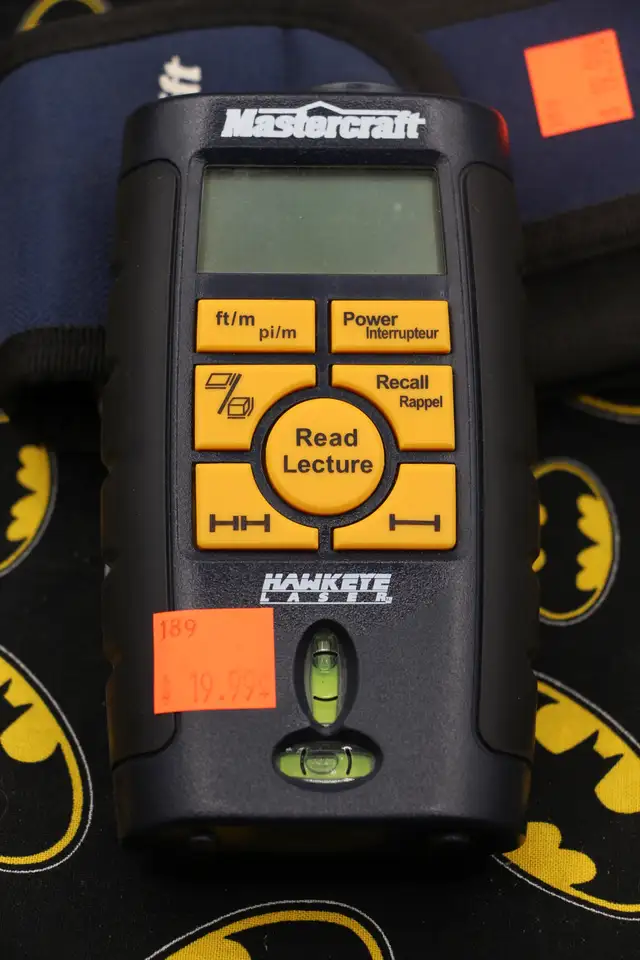 Mastercraft
ft/m
pi/m
Power
Interrupteur
Recall
Rappel
Read
Lecture
HAWKEYE
LASER
189
$ 19.99¢